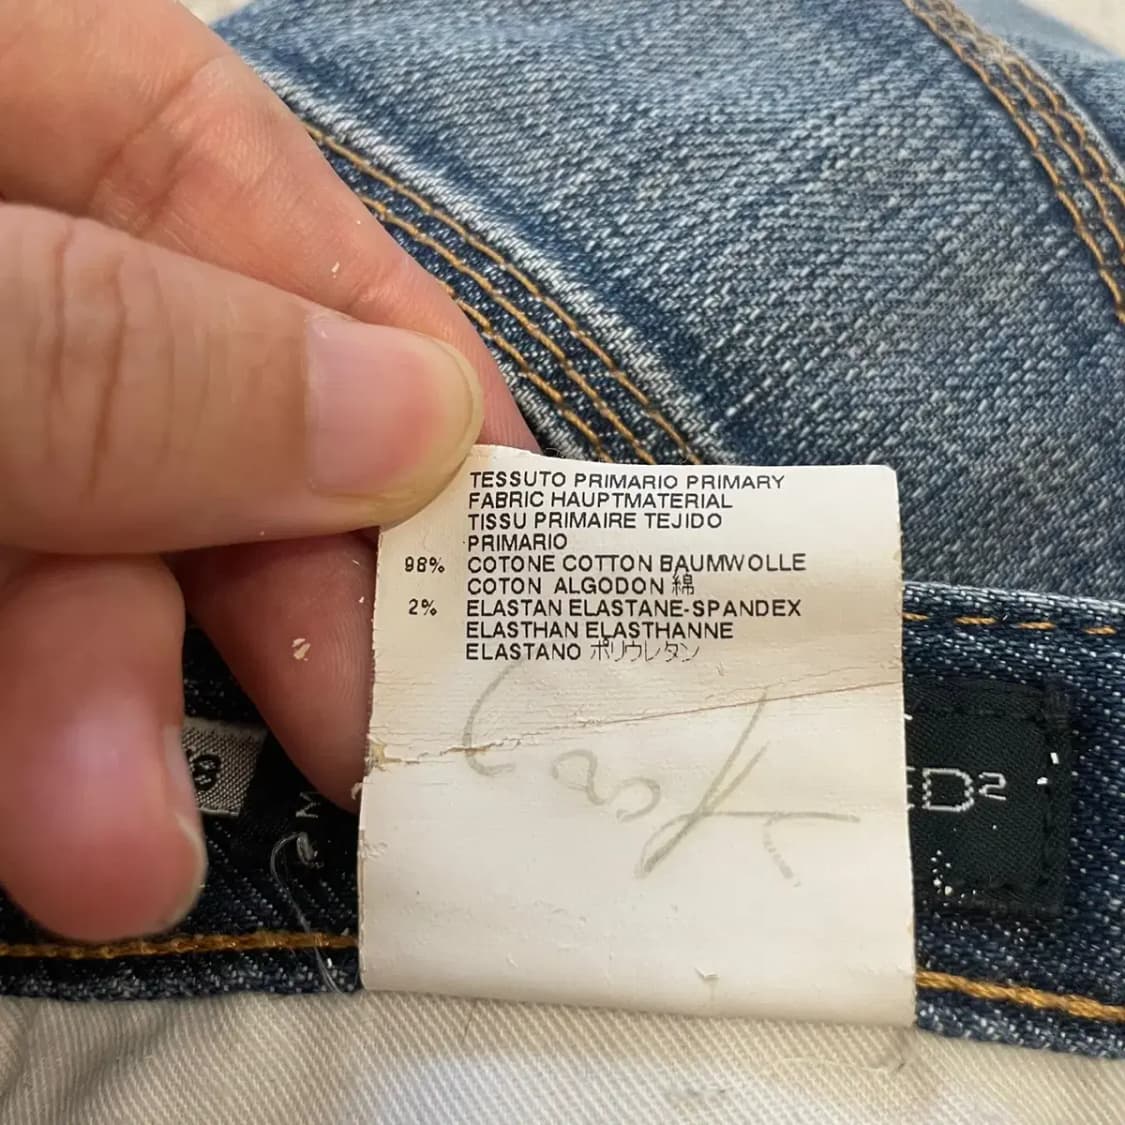 TESSUTO PRIMARIO PRIMARY
FABRIC HAUPTMATERIAL
TISSU PRIMAIRE TEJIDO
PRIMARIO
98% COTONE COTTON BAUMWOLLE
COTON ALGODON 綿
2% ELASTAN ELASTANE-SPANDEX
ELASTHAN ELASTHANNE
ELASTANO ポリウレタン
ED²